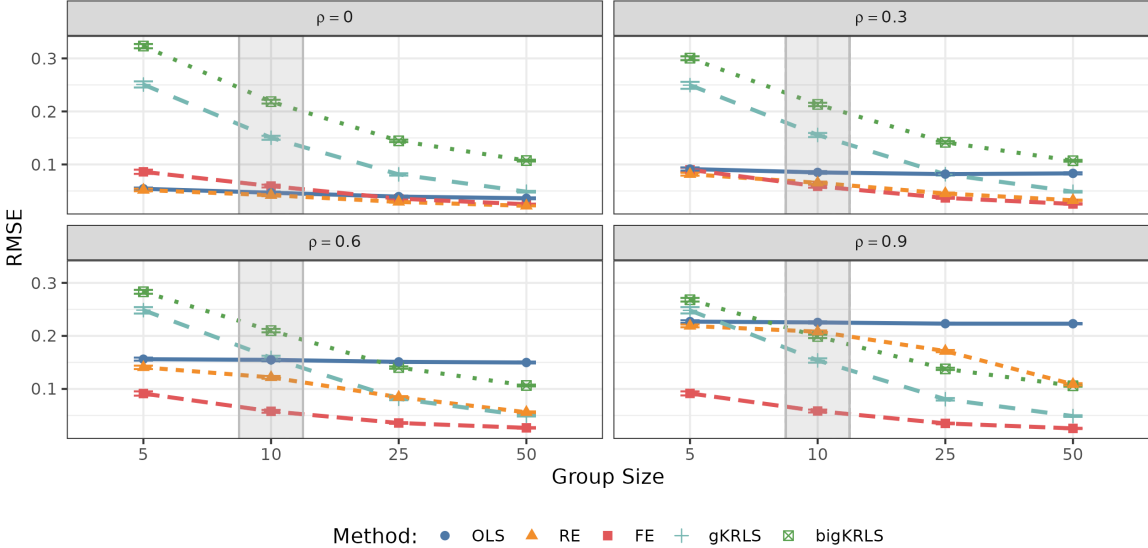 ρ = 0
ρ = 0.3
0.3
0.2
0.1
ρ = 0.6
ρ = 0.9
0.3
0.2
0.1
RMSE
5 10 25 50
5 10 25 50
Group Size
Method: OLS RE FE gKRLS bigKRLS